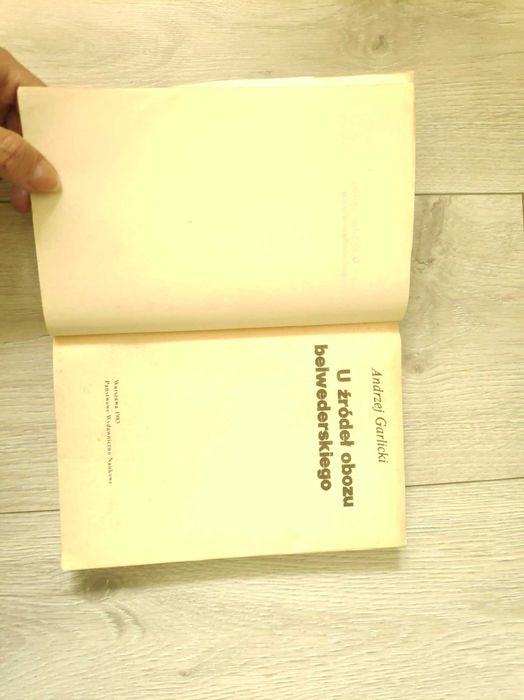 Andrzej Garlicki
U źródeł obozu
belwederskiego
Warszawa 1983
Państwowe Wydawnictwo Naukowe